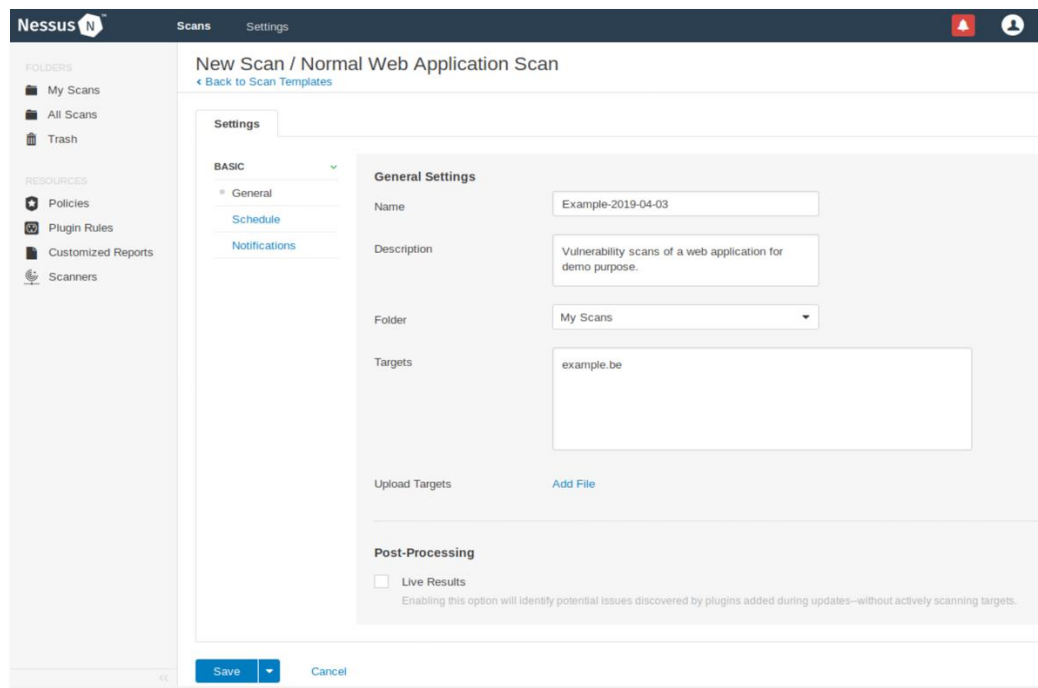 Nessus N ™
Scans
Settings
FOLDERS
My Scans
All Scans
Trash
RESOURCES
Policies
Plugin Rules
Customized Reports
Scanners
New Scan / Normal Web Application Scan
‹ Back to Scan Templates
Settings
BASIC
General
Schedule
Notifications
General Settings
Name
Example-2019-04-03
Description
Vulnerability scans of a web application for
demo purpose.
Folder
My Scans
Targets
example.be
Upload Targets
Add File
Post-Processing
Live Results
Enabling this option will identify potential issues discovered by plugins added during updates--without actively scanning targets.
Save
Cancel